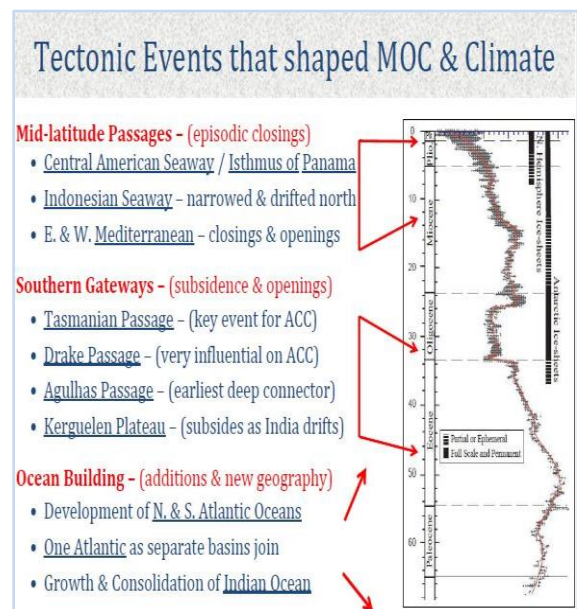 Tectonic Events that shaped MOC & Climate
Mid-latitude Passages – (episodic closings)
• Central American Seaway / Isthmus of Panama
• Indonesian Seaway – narrowed & drifted north
• E. & W. Mediterranean – closings & openings
Southern Gateways – (subsidence & openings)
• Tasmanian Passage – (key event for ACC)
• Drake Passage – (very influential on ACC)
• Agulhas Passage – (earliest deep connector)
• Kerguelen Plateau – (subsides as India drifts)
Ocean Building – (additions & new geography)
• Development of N. & S. Atlantic Oceans
• One Atlantic as separate basins join
• Growth & Consolidation of Indian Ocean
0
10
20
30
40
50
60
Plio.
Miocene
Oligocene
Eocene
Paleocene
N. Hemisphere Ice-sheets
Antarctic Ice-sheets
Partial or Ephemeral
Full Scale and Permanent